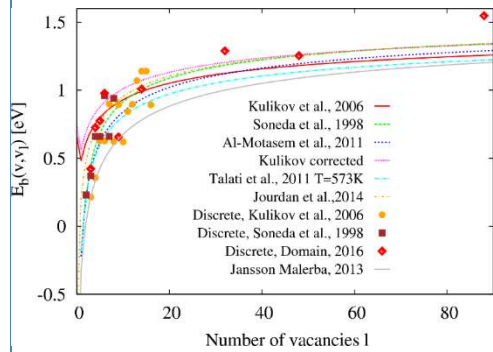 E_b(v,v_l) [eV]
1.5
1
0.5
0
-0.5
Kulikov et al., 2006
Soneda et al., 1998
Al-Motasem et al., 2011
Kulikov corrected
Talati et al., 2011 T=573K
Jourdan et al.,2014
Discrete, Kulikov et al., 2006
Discrete, Soneda et al., 1998
Discrete, Domain, 2016
Jansson Malerba, 2013
0 20 40 60 80
Number of vacancies l